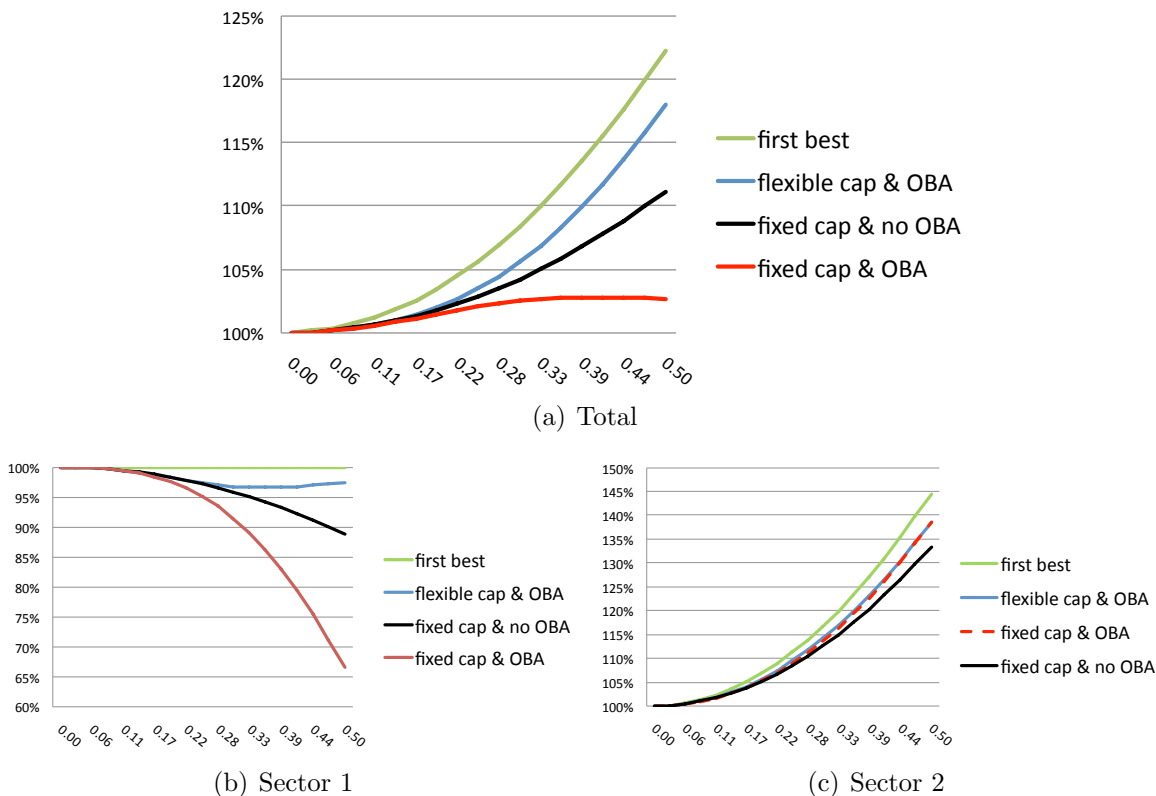 125%
120%
115%
110%
105%
100%
0.00 0.06 0.11 0.17 0.22 0.28 0.33 0.39 0.44 0.50
first best
flexible cap & OBA
fixed cap & no OBA
fixed cap & OBA
(a) Total
100%
95%
90%
85%
80%
75%
70%
65%
60%
0.00 0.06 0.11 0.17 0.22 0.28 0.33 0.39 0.44 0.50
first best
flexible cap & OBA
fixed cap & no OBA
fixed cap & OBA
(b) Sector 1
150%
145%
140%
135%
130%
125%
120%
115%
110%
105%
100%
0.00 0.06 0.11 0.17 0.22 0.28 0.33 0.39 0.44 0.50
first best
flexible cap & OBA
fixed cap & OBA
fixed cap & no OBA
(c) Sector 2